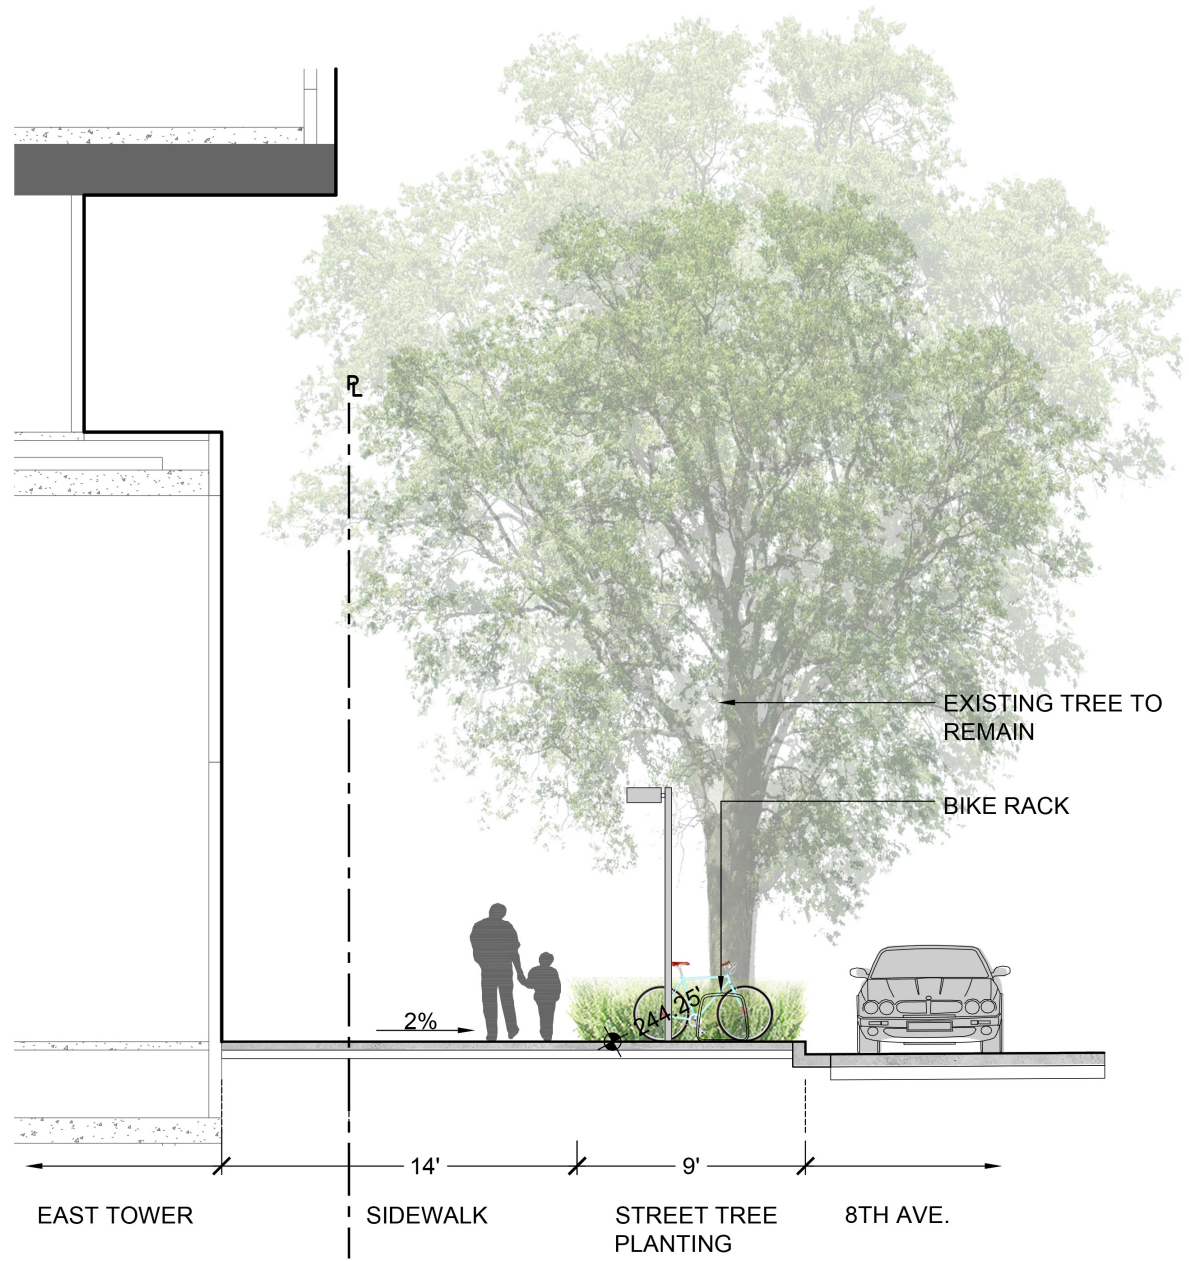 PL
EXISTING TREE TO
REMAIN
BIKE RACK
244.25'
2%
14'
9'
EAST TOWER
SIDEWALK
STREET TREE
PLANTING
8TH AVE.